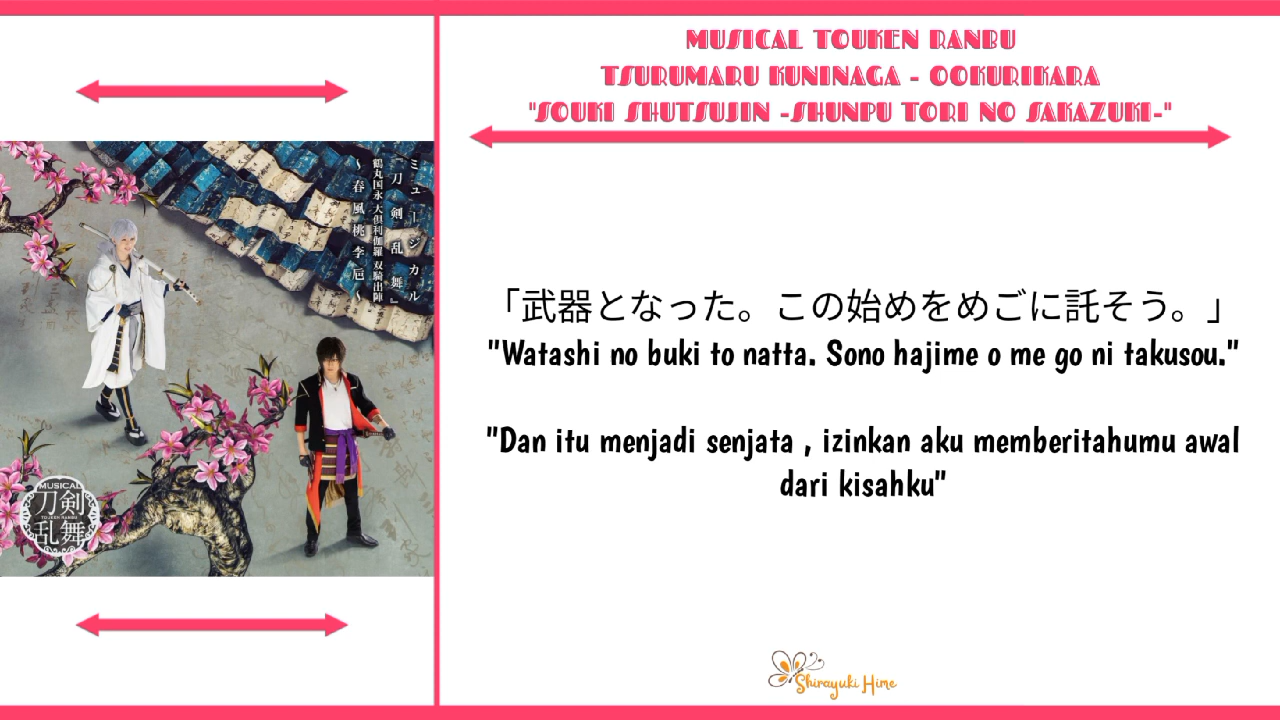 MUSICAL TOUKEN RANBU
TSURUMARU KUNINAGA - OOKURIKARA
"SOUKI SHUTSUJIN -SHUNPU TORI NO SAKAZUKI-"
ミュージカル
『刀剣乱舞』
鶴丸国永 大倶利伽羅 双騎出陣
~春風桃李巵~
MUSICAL
刀剣
TOUKEN RANBU
乱舞
「武器となった。この始めをめごに託そう。」
"Watashi no buki to natta. Sono hajime o me go ni takusou."
"Dan itu menjadi senjata , izinkan aku memberitahumu awal
dari kisahku"
Shirayuki Hime